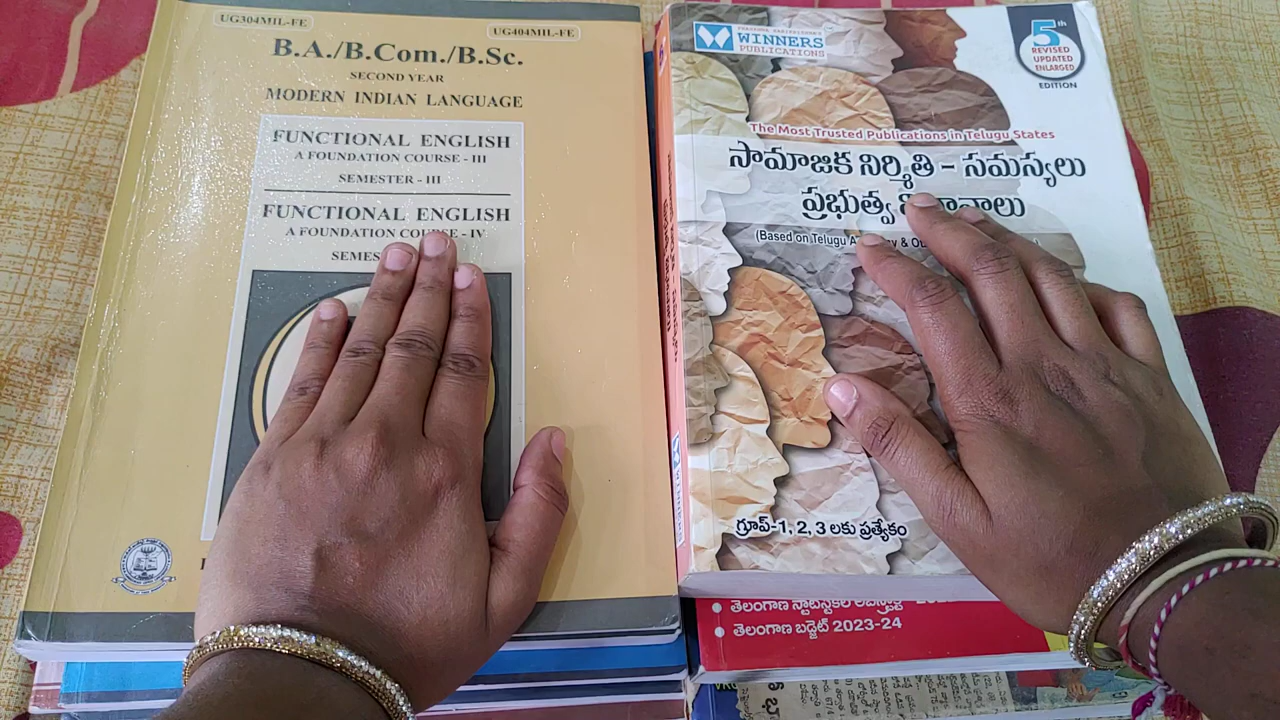 UG304MIL-FE
UG404MIL-FE
B.A./B.Com./B.Sc.
SECOND YEAR
MODERN INDIAN LANGUAGE
FUNCTIONAL ENGLISH
A FOUNDATION COURSE - III
SEMESTER - III
FUNCTIONAL ENGLISH
A FOUNDATION COURSE - IV
WINNERS
PUBLICATIONS
5th
REVISED
UPDATED
ENLARGED
EDITION
The Most Trusted Publications in Telugu States
సామాజిక నిర్మితి - సమస్యలు
ప్రభుత్వ
(Based on Telugu
గ్రూప్-1, 2, 3 లకు ప్రత్యేకం
తెలంగాణ
తెలంగాణ బడ్జెట్ 2023-24